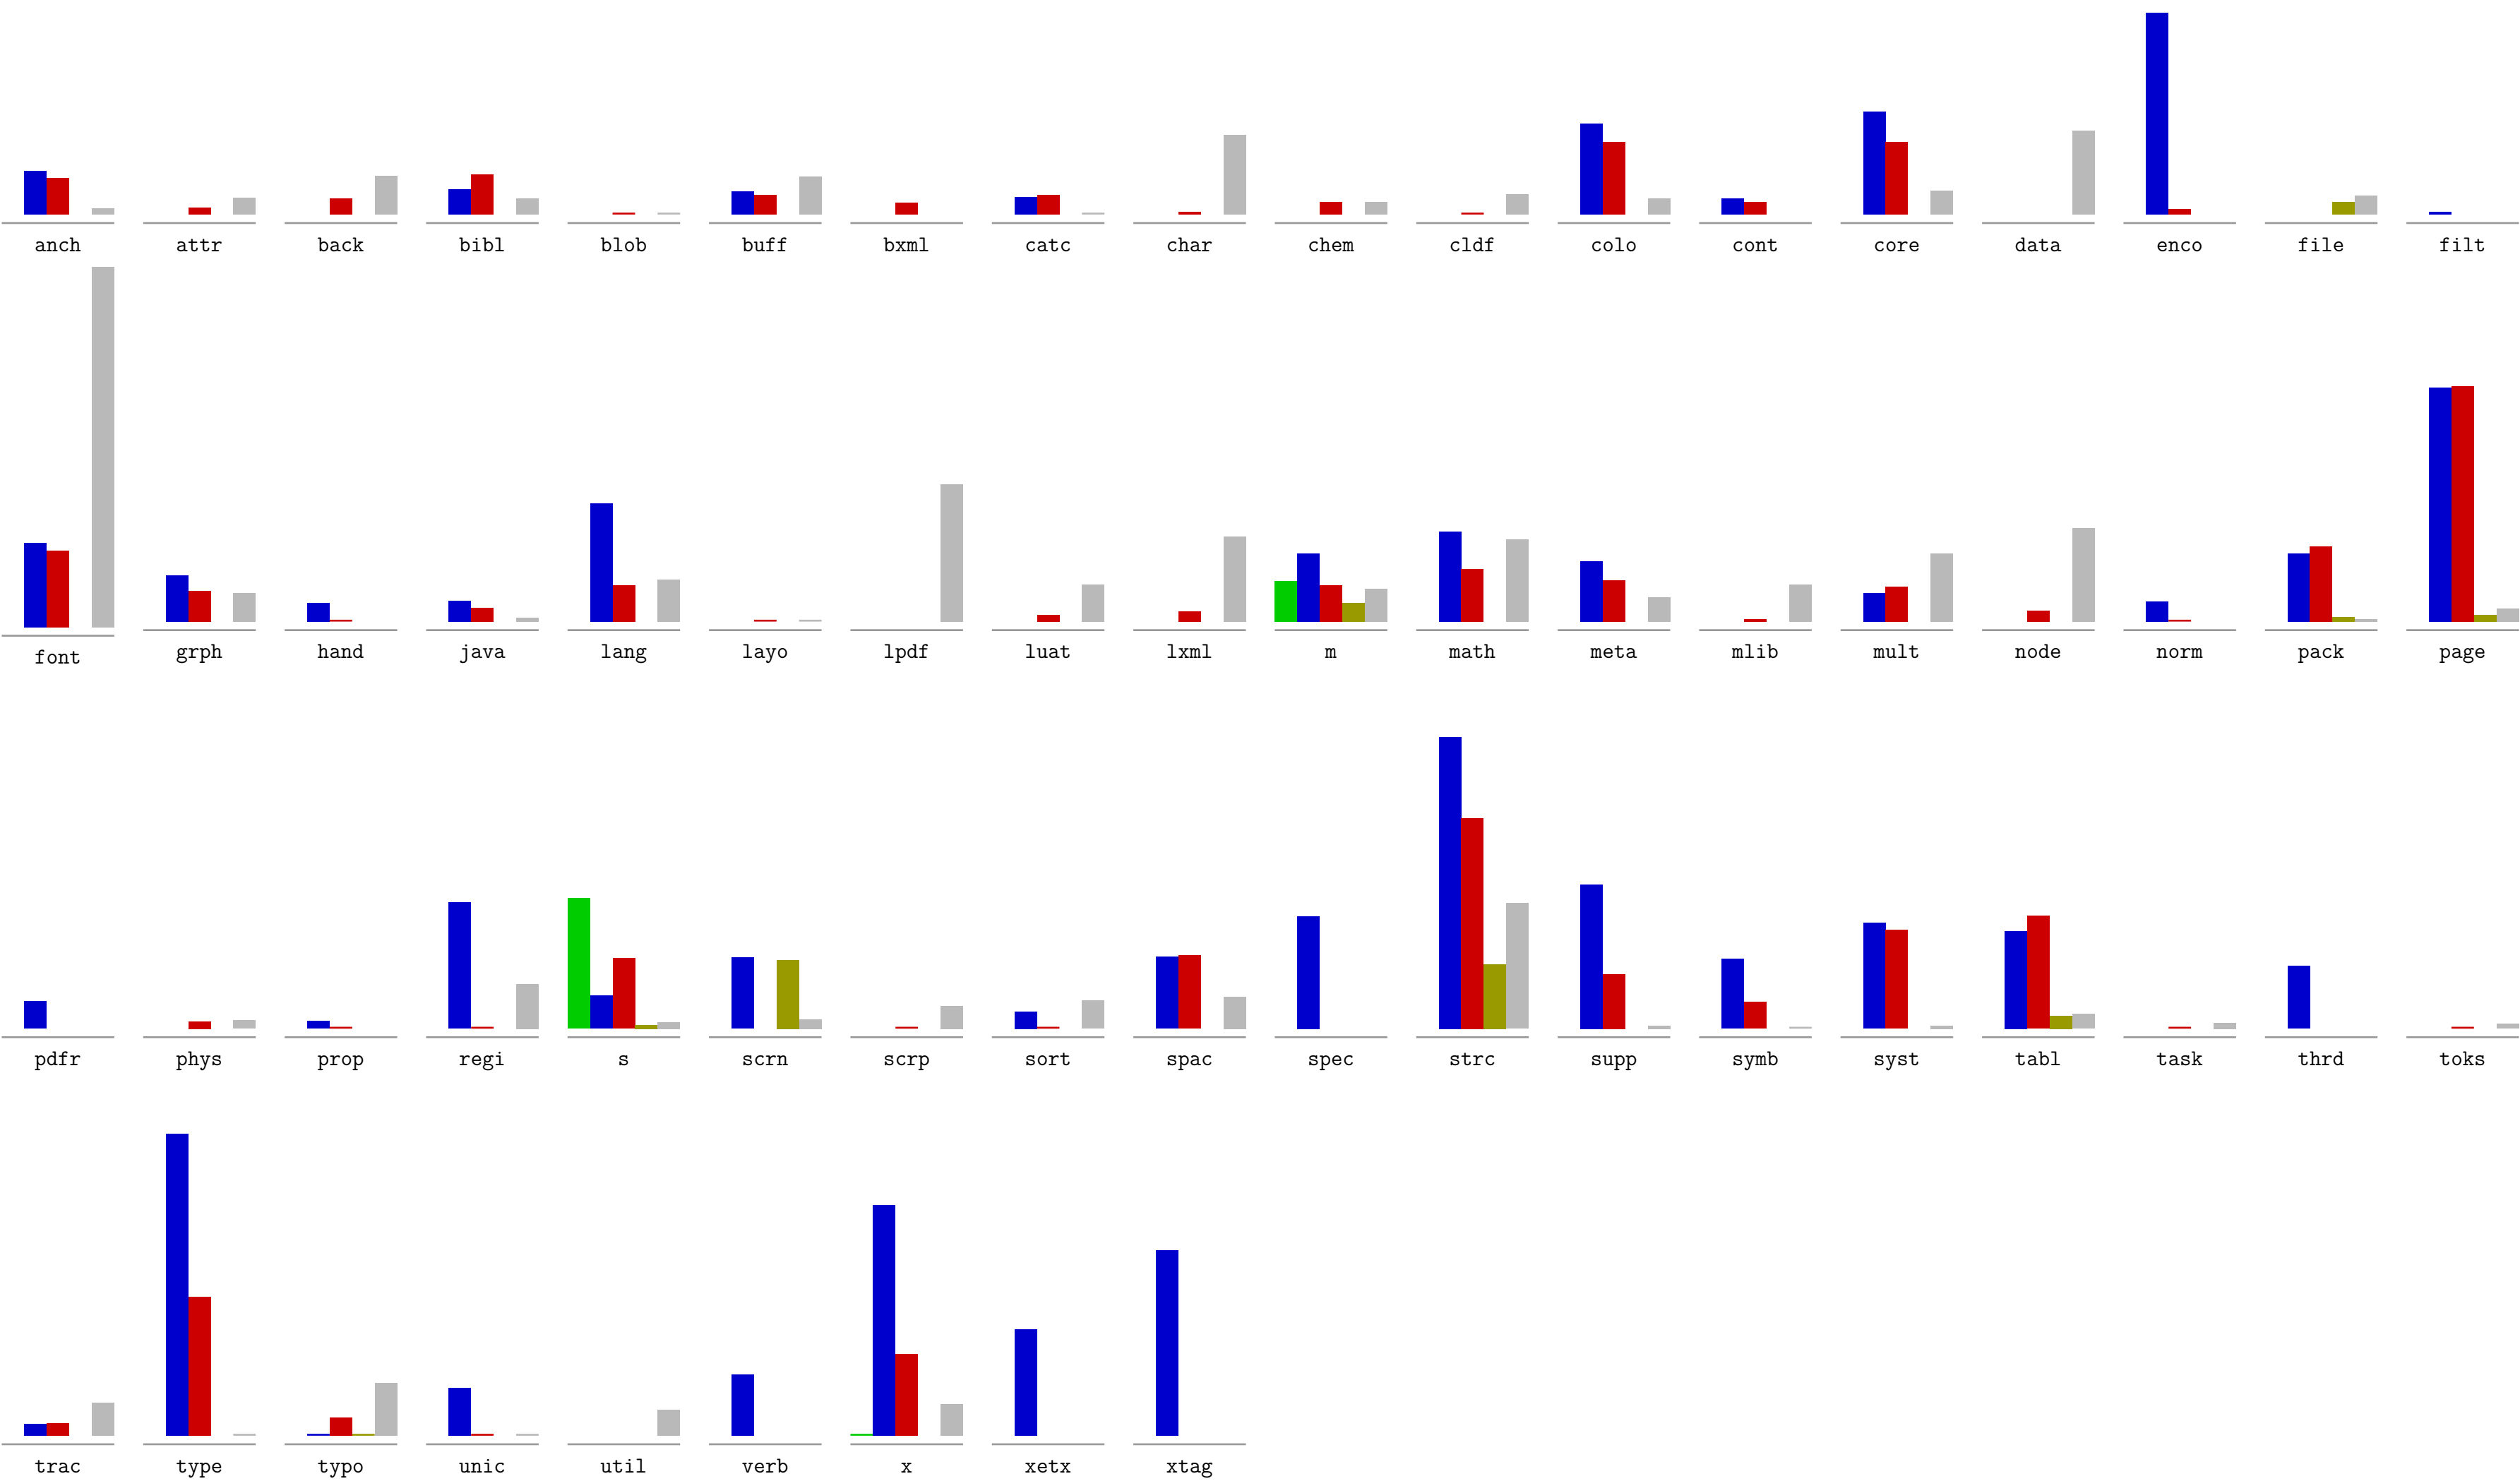 anch attr back bibl blob buff bxml catc char chem cldf colo cont core data enco file filt
font grph hand java lang layo lpdf luat lxml m math meta mlib mult node norm pack page
pdfr phys prop regi s scrn scrp sort spac spec strc supp symb syst tabl task thrd toks
trac type typo unic util verb x xetx xtag